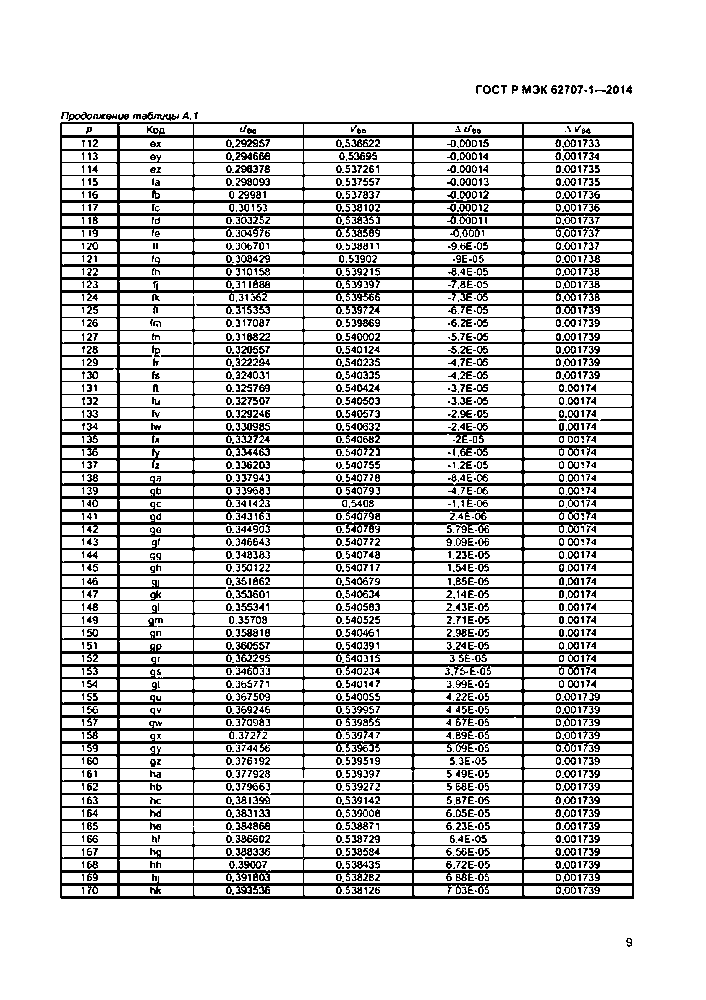 ГОСТ Р МЭК 62707-1—2014
Продолжение таблицы А.1
p Код U'вв V'вв Δ U'вв Δ V'вв
112 ex 0.292957 0.536622 -0.00015 0.001733
113 ey 0.294666 0.53695 -0.00014 0.001734
114 ez 0.296378 0.537261 -0.00014 0.001735
115 fa 0.298093 0.537557 -0.00013 0.001735
116 fb 0.29981 0.537837 -0.00012 0.001736
117 fc 0.30153 0.538102 -0.00012 0.001736
118 fd 0.303252 0.538353 -0.00011 0.001737
119 fe 0.304976 0.538589 -0.0001 0.001737
120 ff 0.306701 0.538811 -9.6E-05 0.001737
121 fg 0.308429 0.53902 -9E-05 0.001738
122 fh 0.310158 0.539215 -8.4E-05 0.001738
123 fj 0.311888 0.539397 -7.8E-05 0.001738
124 fk 0.31362 0.539566 -7.3E-05 0.001738
125 fl 0.315353 0.539724 -6.7E-05 0.001739
126 fm 0.317087 0.539869 -6.2E-05 0.001739
127 fn 0.318822 0.540002 -5.7E-05 0.001739
128 fp 0.320557 0.540124 -5.2E-05 0.001739
129 fr 0.322294 0.540235 -4.7E-05 0.001739
130 fs 0.324031 0.540335 -4.2E-05 0.001739
131 ft 0.325769 0.540424 -3.7E-05 0.00174
132 fu 0.327507 0.540503 -3.3E-05 0.00174
133 fv 0.329246 0.540573 -2.9E-05 0.00174
134 fw 0.330985 0.540632 -2.4E-05 0.00174
135 fx 0.332724 0.540682 -2E-05 0.00174
136 fy 0.334463 0.540723 -1.6E-05 0.00174
137 fz 0.336203 0.540755 -1.2E-05 0.00174
138 ga 0.337943 0.540778 -8.4E-06 0.00174
139 gb 0.339683 0.540793 -4.7E-06 0.00174
140 gc 0.341423 0.5408 -1.1E-06 0.00174
141 gd 0.343163 0.540798 2.4E-06 0.00174
142 ge 0.344903 0.540789 5.79E-06 0.00174
143 gf 0.346643 0.540772 9.09E-06 0.00174
144 gg 0.348383 0.540748 1.23E-05 0.00174
145 gh 0.350122 0.540717 1.54E-05 0.00174
146 gj 0.351862 0.540679 1.85E-05 0.00174
147 gk 0.353601 0.540634 2.14E-05 0.00174
148 gl 0.355341 0.540583 2.43E-05 0.00174
149 gm 0.35708 0.540525 2.71E-05 0.00174
150 gn 0.358818 0.540461 2.98E-05 0.00174
151 gp 0.360557 0.540391 3.24E-05 0.00174
152 gr 0.362295 0.540315 3.5E-05 0.00174
153 gs 0.346033 0.540234 3.75-E-05 0.00174
154 gt 0.365771 0.540147 3.99E-05 0.00174
155 gu 0.367509 0.540055 4.22E-05 0.001739
156 gv 0.369246 0.539957 4.45E-05 0.001739
157 gw 0.370983 0.539855 4.67E-05 0.001739
158 gx 0.37272 0.539747 4.89E-05 0.001739
159 gy 0.374456 0.539635 5.09E-05 0.001739
160 gz 0.376192 0.539519 5.3E-05 0.001739
161 ha 0.377928 0.539397 5.49E-05 0.001739
162 hb 0.379663 0.539272 5.68E-05 0.001739
163 hc 0.381399 0.539142 5.87E-05 0.001739
164 hd 0.383133 0.539008 6.05E-05 0.001739
165 he 0.384868 0.538871 6.23E-05 0.001739
166 hf 0.386602 0.538729 6.4E-05 0.001739
167 hg 0.388336 0.538584 6.56E-05 0.001739
168 hh 0.39007 0.538435 6.72E-05 0.001739
169 hj 0.391803 0.538282 6.88E-05 0.001739
170 hk 0.393536 0.538126 7.03E-05 0.001739
9